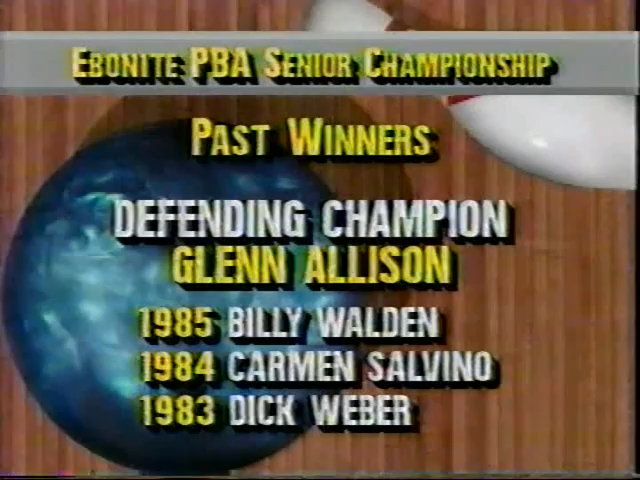 EBONITE PBA SENIOR CHAMPIONSHIP
PAST WINNERS
DEFENDING CHAMPION
GLENN ALLISON
1985 BILLY WALDEN
1984 CARMEN SALVINO
1983 DICK WEBER